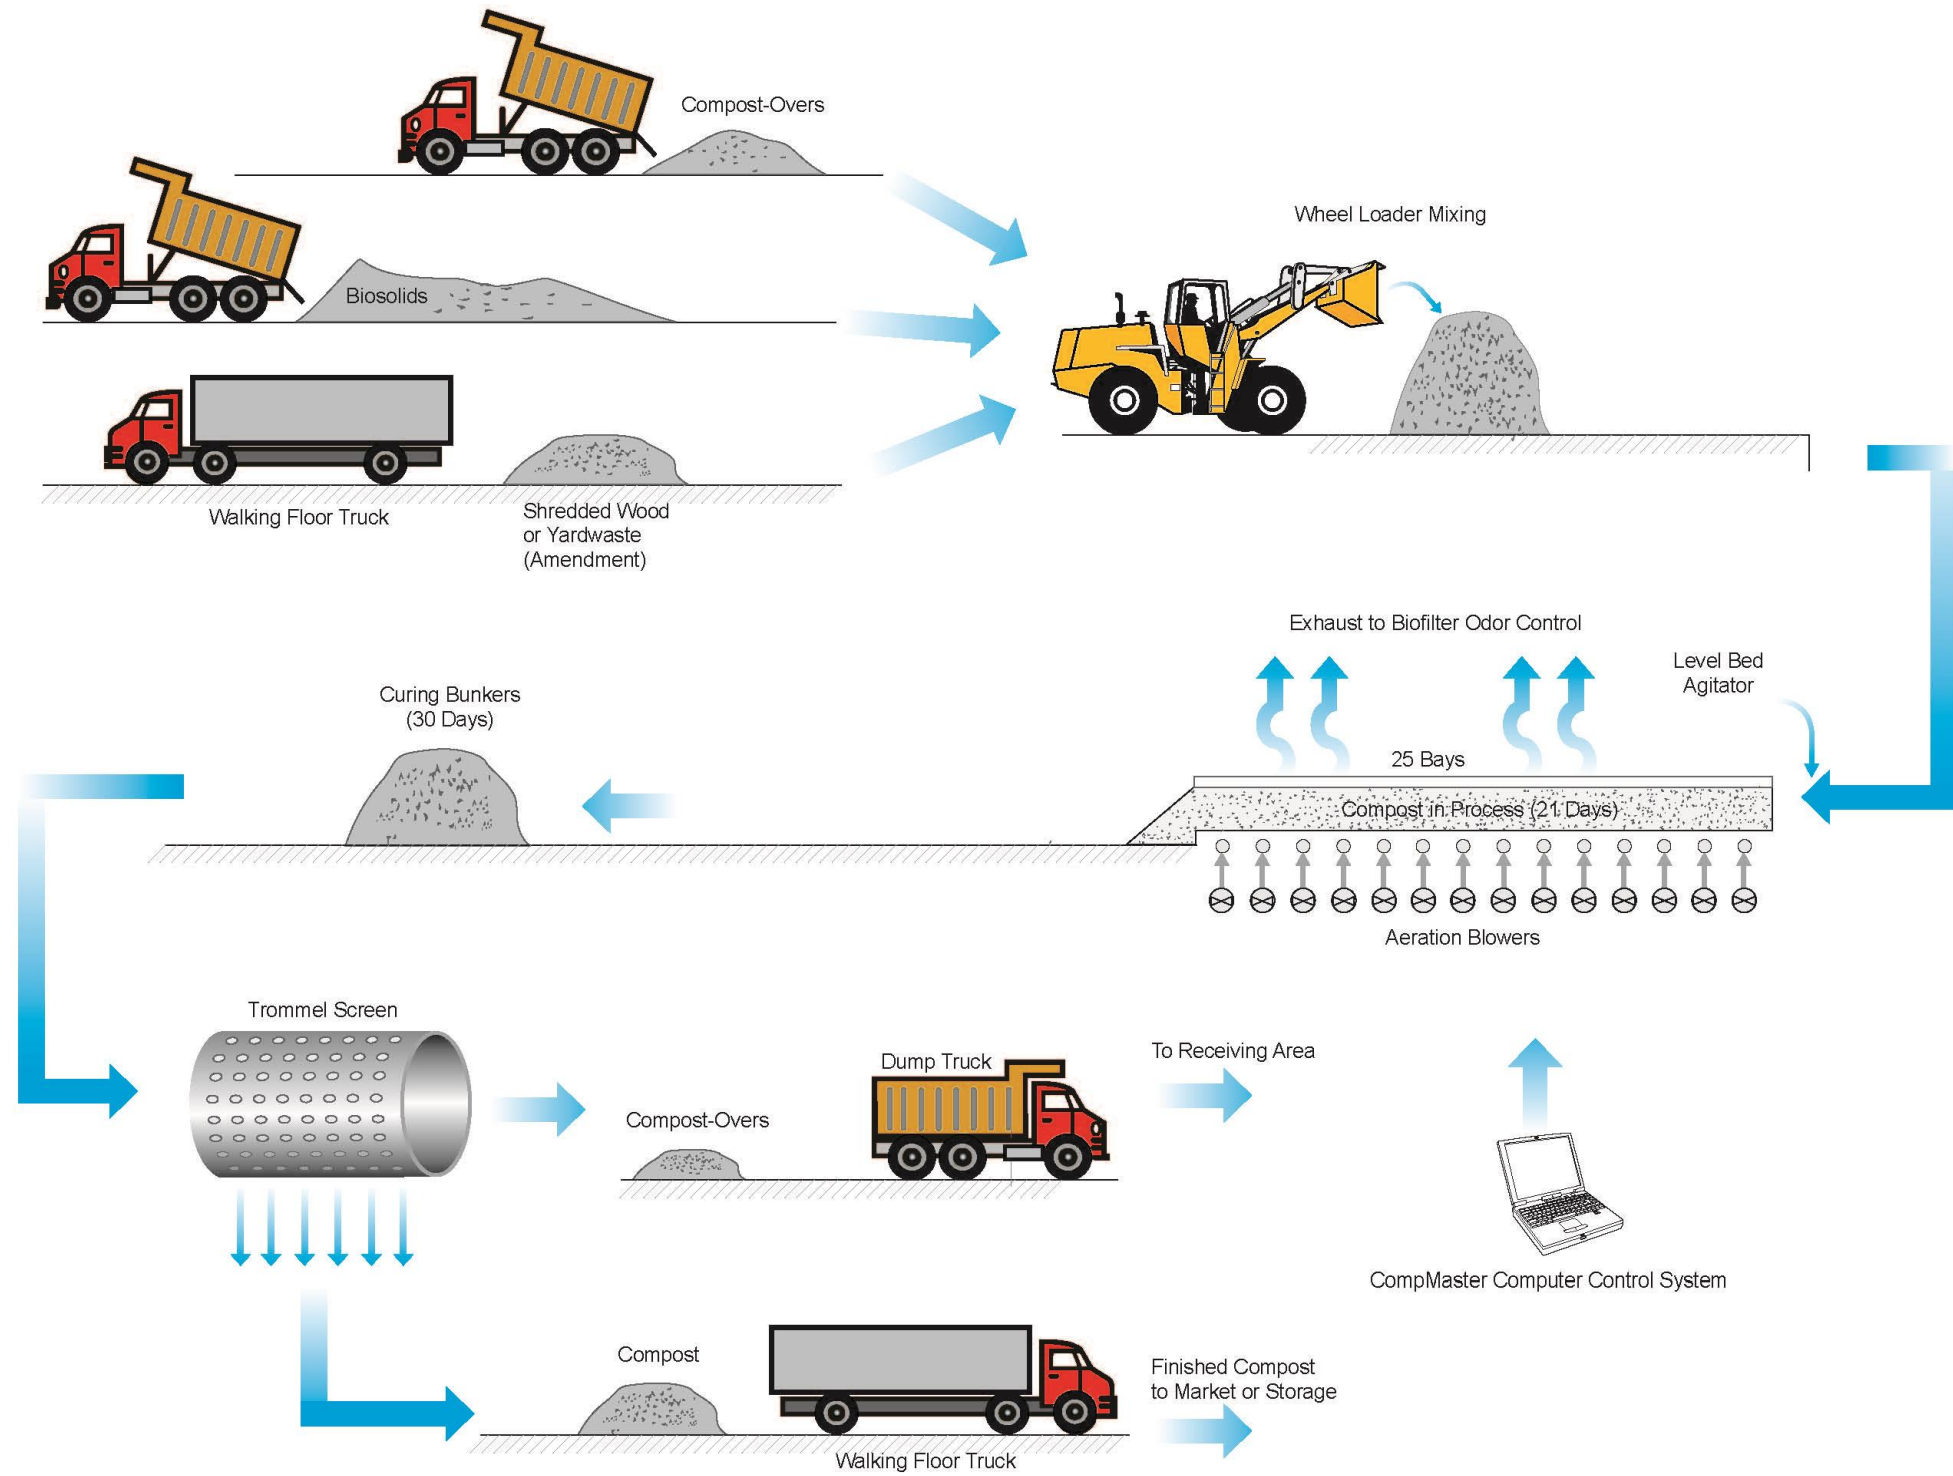 Compost-Overs
Wheel Loader Mixing
Biosolids
Walking Floor Truck
Shredded Wood
or Yardwaste
(Amendment)
Exhaust to Biofilter Odor Control
Level Bed
Agitator
Curing Bunkers
(30 Days)
25 Bays
Compost in Process (21 Days)
Aeration Blowers
Trommel Screen
Compost-Overs
Dump Truck
To Receiving Area
CompMaster Computer Control System
Compost
Walking Floor Truck
Finished Compost
to Market or Storage